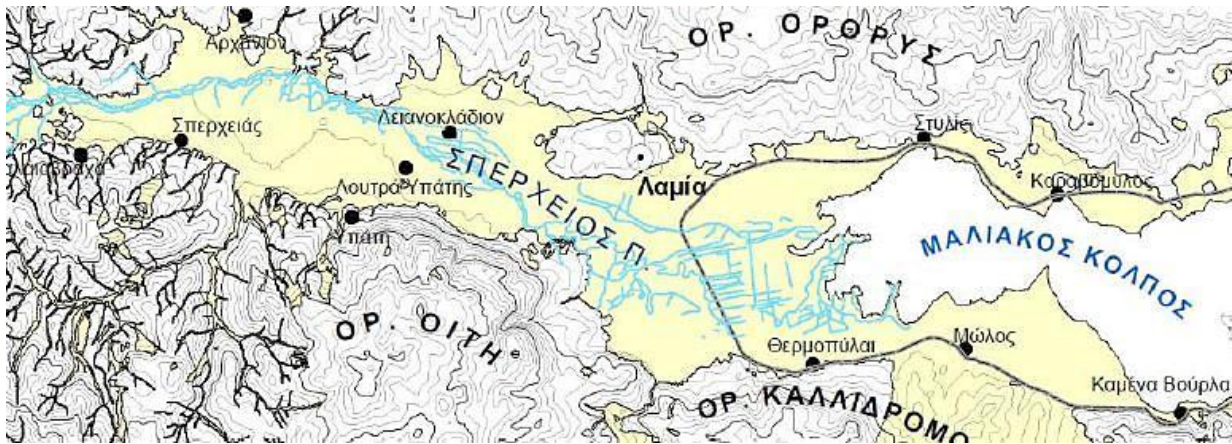 Αρχάνιον
ΟΡ. ΟΡΘΡΥΣ
Λειανοκλάδιον
Σπερχειάς
Στυλίς
Λουτρά Υπάτης
ΣΠΕΡΧΕΙΟΣ Π.
Λαμία
Καραβόμυλος
Υπάτη
ΜΑΛΙΑΚΟΣ ΚΟΛΠΟΣ
ΟΡ. ΟΙΤΗ
Θερμοπύλαι
Μώλος
Καμένα Βούρλα
ΟΡ. ΚΑΛΛΙΔΡΟΜΟ